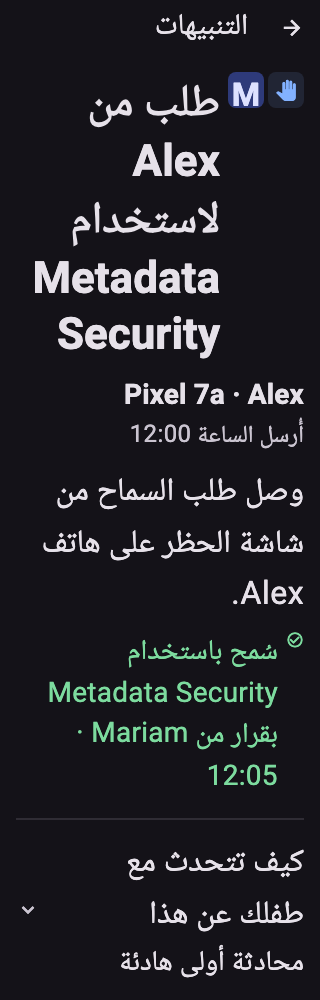 التنبيهات
M
طلب من
Alex
لاستخدام
Metadata
Security
Pixel 7a · Alex
أُرسل الساعة 12:00
وصل طلب السماح من
شاشة الحظر على هاتف
Alex.
سُمح باستخدام
Metadata Security
بقرار من Mariam ·
12:05
كيف تتحدث مع
طفلك عن هذا
محادثة أولى هادئة